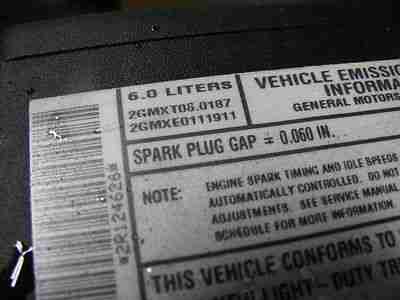 6.0 LITERS
2GMXT06.0187
2GMXE0111911
VEHICLE EMISSIO
INFORMA
GENERAL MOTORS
SPARK PLUG GAP = 0.060 IN.
NOTE: ENGINE SPARK TIMING AND IDLE SPEEDS
AUTOMATICALLY CONTROLLED. DO NOT
ADJUSTMENTS. SEE SERVICE MANUAL
SCHEDULE FOR MORE INFORMATION.
THIS VEHICLE CONFORMS TO
LIGHT-DUTY TR
*2R124628*